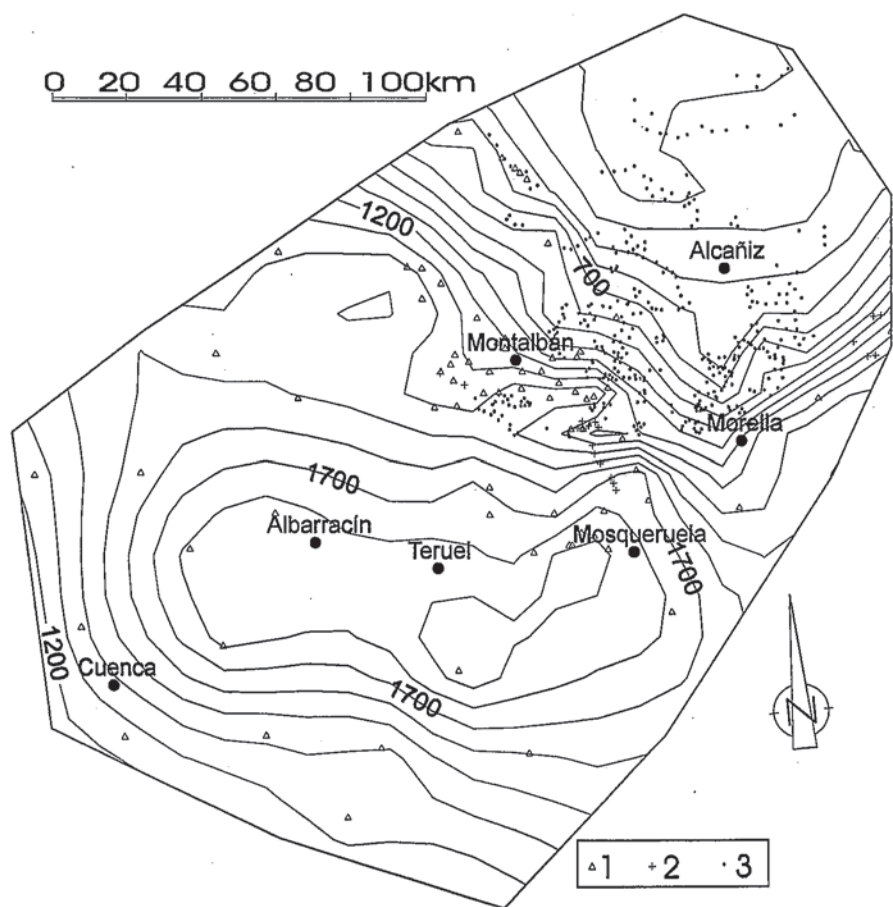 0 20 40 60 80 100km
1200
Alcañiz
700
Montalbán
Morella
1700
Albarracín
Teruel
Mosqueruela
1700
1200
Cuenca
1700
N
1 2 3